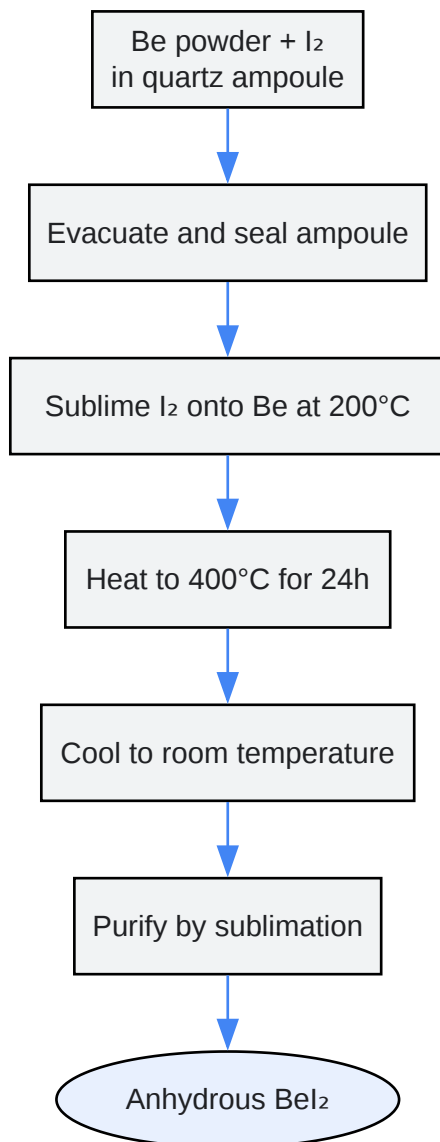 Be powder + I₂
in quartz ampoule
Evacuate and seal ampoule
Sublime I₂ onto Be at 200°C
Heat to 400°C for 24h
Cool to room temperature
Purify by sublimation
Anhydrous BeI₂